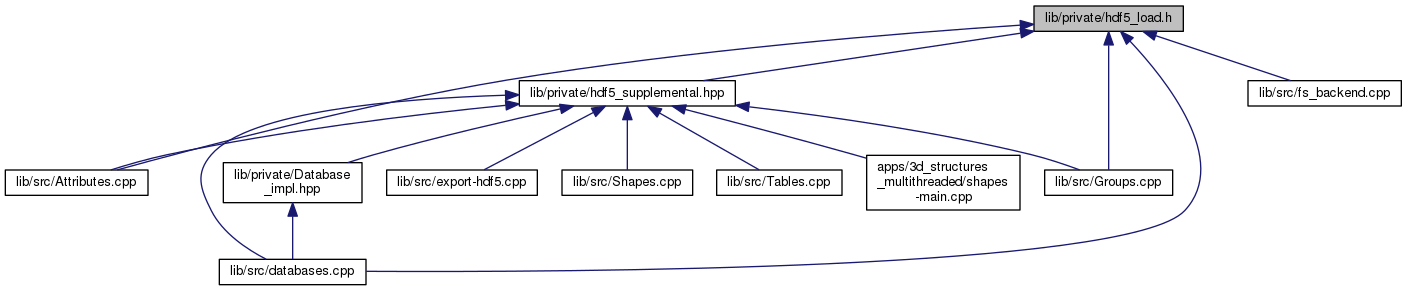 lib/private/hdf5_load.h
lib/private/hdf5_supplemental.hpp
lib/src/fs_backend.cpp
lib/src/Attributes.cpp
lib/private/Database
_impl.hpp
lib/src/export-hdf5.cpp
lib/src/Shapes.cpp
lib/src/Tables.cpp
apps/3d_structures
_multithreaded/shapes
-main.cpp
lib/src/Groups.cpp
lib/src/databases.cpp